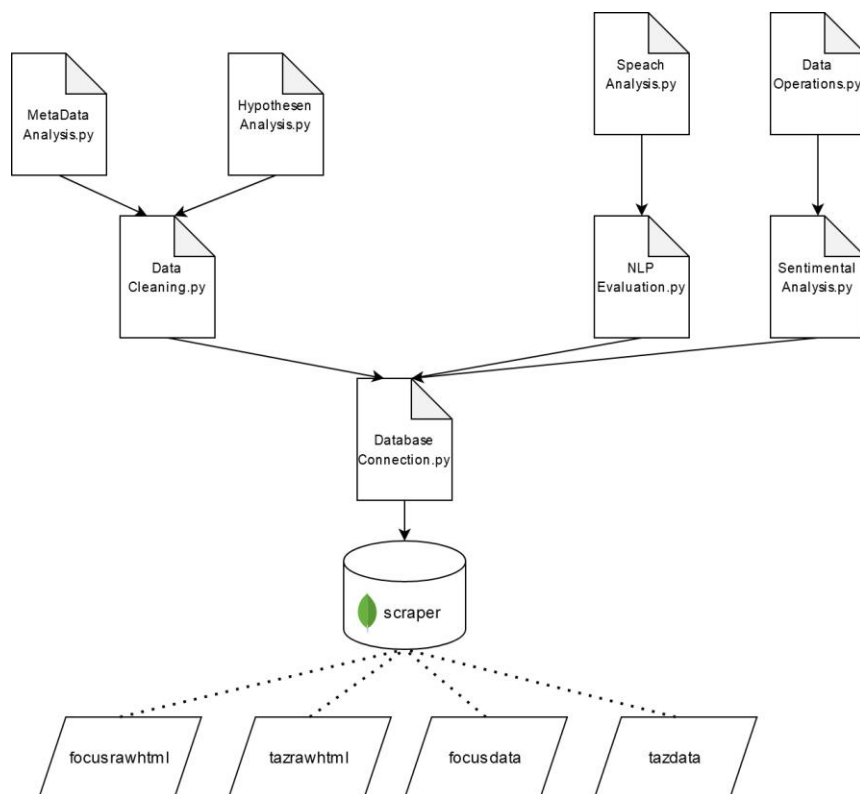 Speach
Analysis.py
Data
Operations.py
MetaData
Analysis.py
Hypothesen
Analysis.py
Data
Cleaning.py
NLP
Evaluation.py
Sentimental
Analysis.py
Database
Connection.py
scraper
focusrawhtml
tazrawhtml
focusdata
tazdata